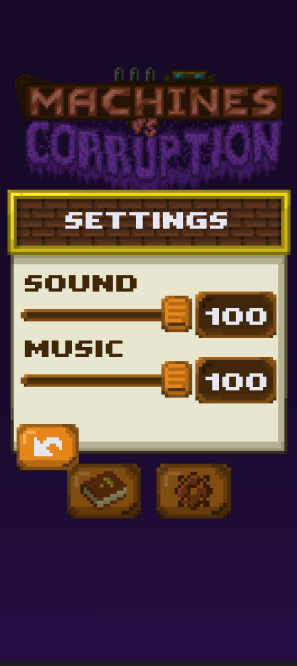 MACHINES
VS
CORRUPTION
SETTINGS
SOUND
100
MUSIC
100